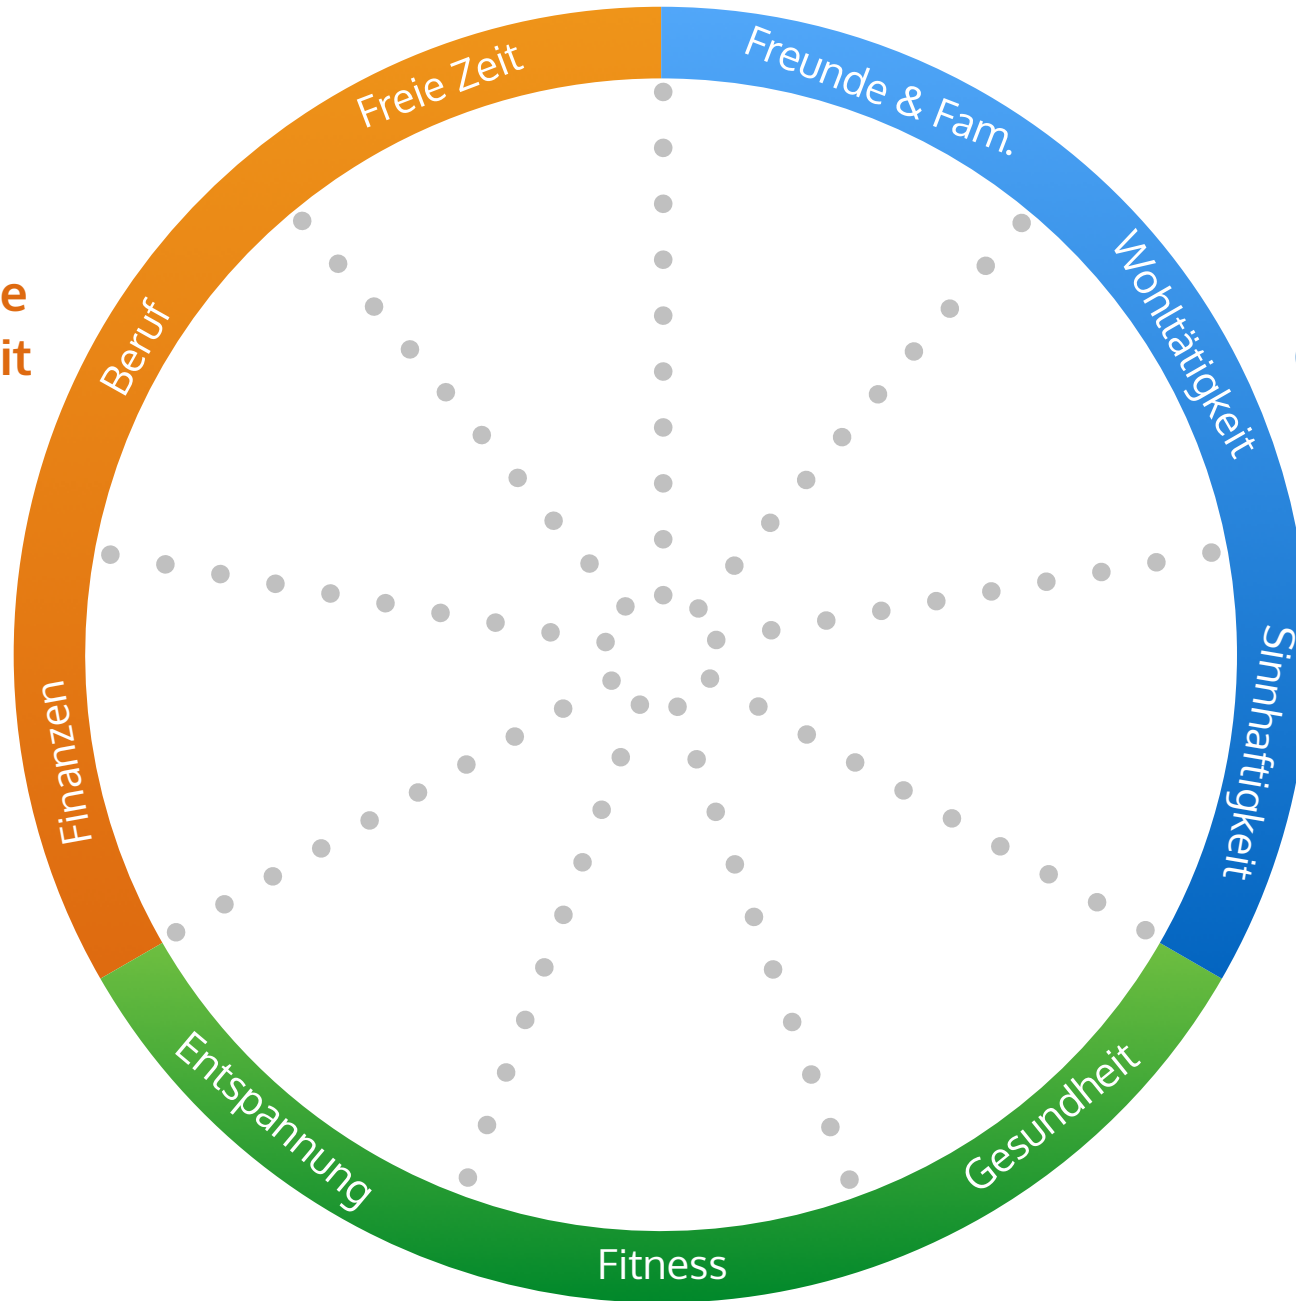 Freunde & Fam.
Wohltätigkeit
Sinnhaftigkeit
Gesundheit
Fitness
Entspannung
Finanzen
Beruf
Freie Zeit
e
it